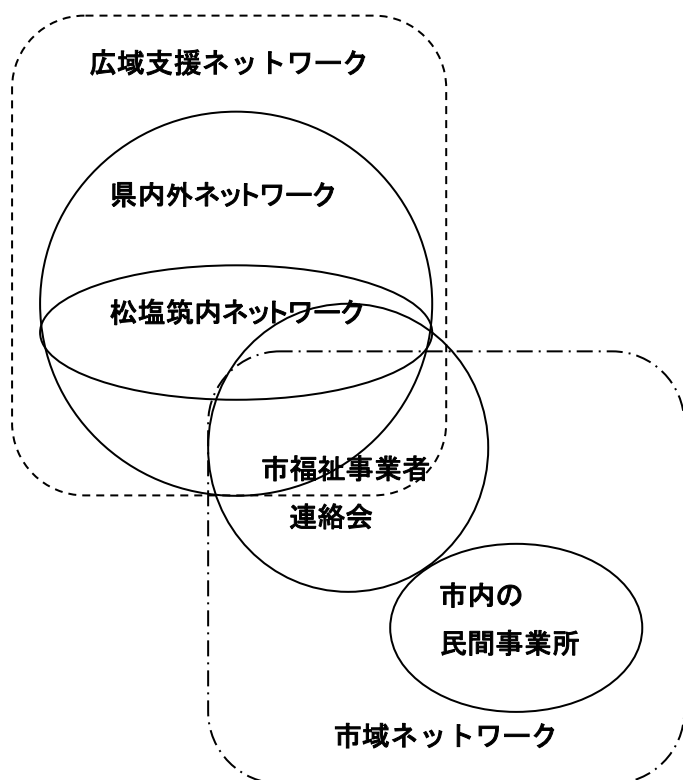 広域支援ネットワーク
県内外ネットワーク
松塩筑内ネットワーク
市福祉事業者
連絡会
市内の
民間事業所
市域ネットワーク